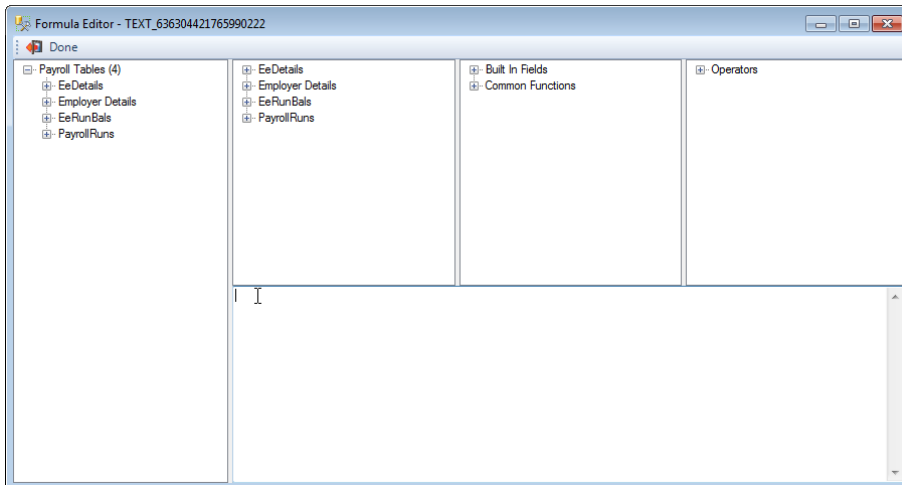 Formula Editor - TEXT_636304421765990222
Done
Payroll Tables (4)
EeDetails
Employer Details
EeRunBals
PayrollRuns
EeDetails
Employer Details
EeRunBals
PayrollRuns
Built In Fields
Common Functions
Operators